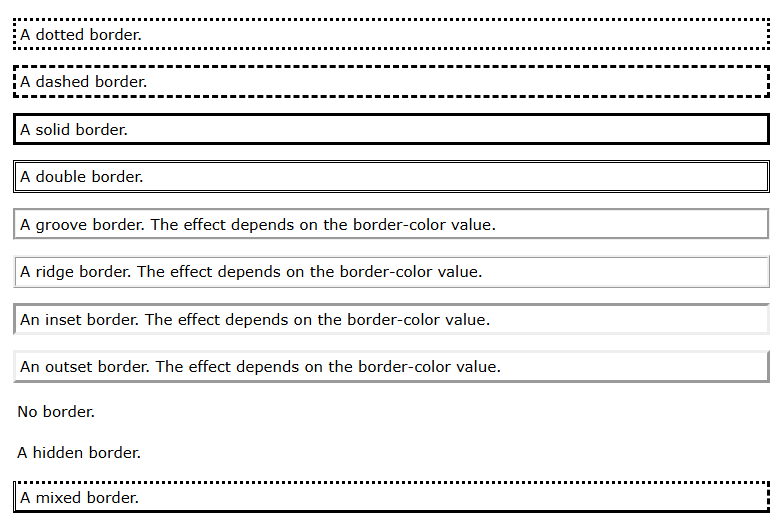 A dotted border.
A dashed border.
A solid border.
A double border.
A groove border. The effect depends on the border-color value.
A ridge border. The effect depends on the border-color value.
An inset border. The effect depends on the border-color value.
An outset border. The effect depends on the border-color value.
No border.
A hidden border.
A mixed border.